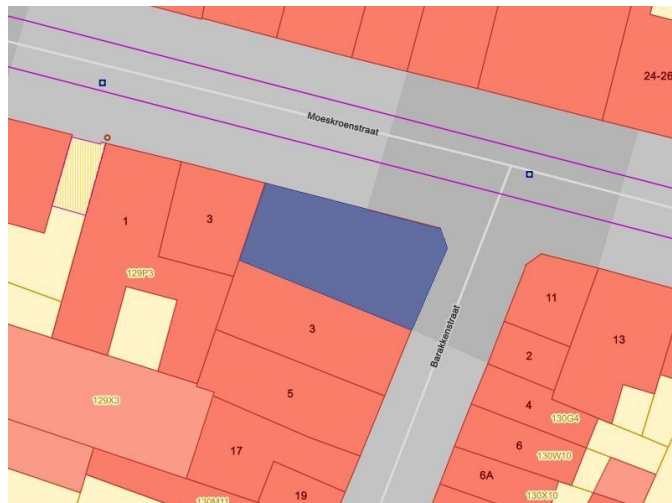 24-26
Moeskroenstraat
1
3
129P3
11
3
2
13
Barakkenstraat
5
4
129X3
130G4
17
6
130W10
6A
19
130M11
130X10